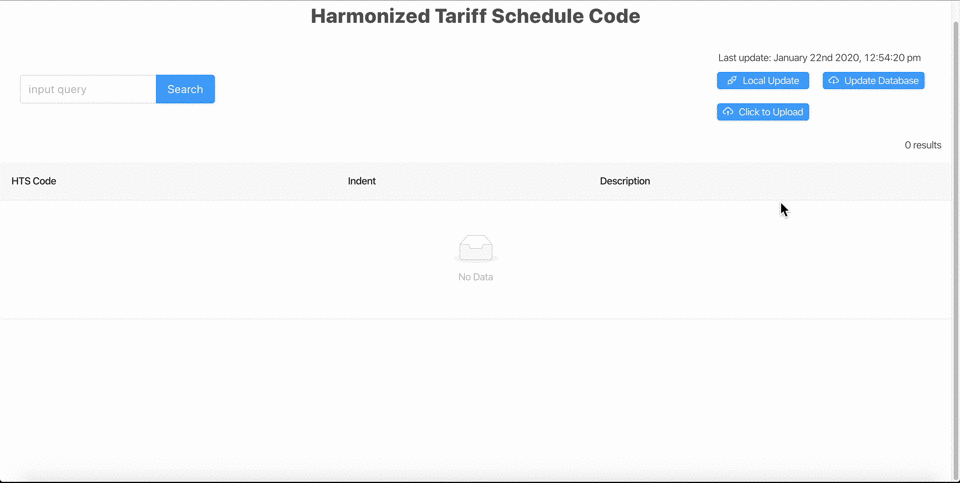 Harmonized Tariff Schedule Code
Last update: January 22nd 2020, 12:54:20 pm
input query Search
Local Update Update Database
Click to Upload
0 results
HTS Code Indent Description
No Data